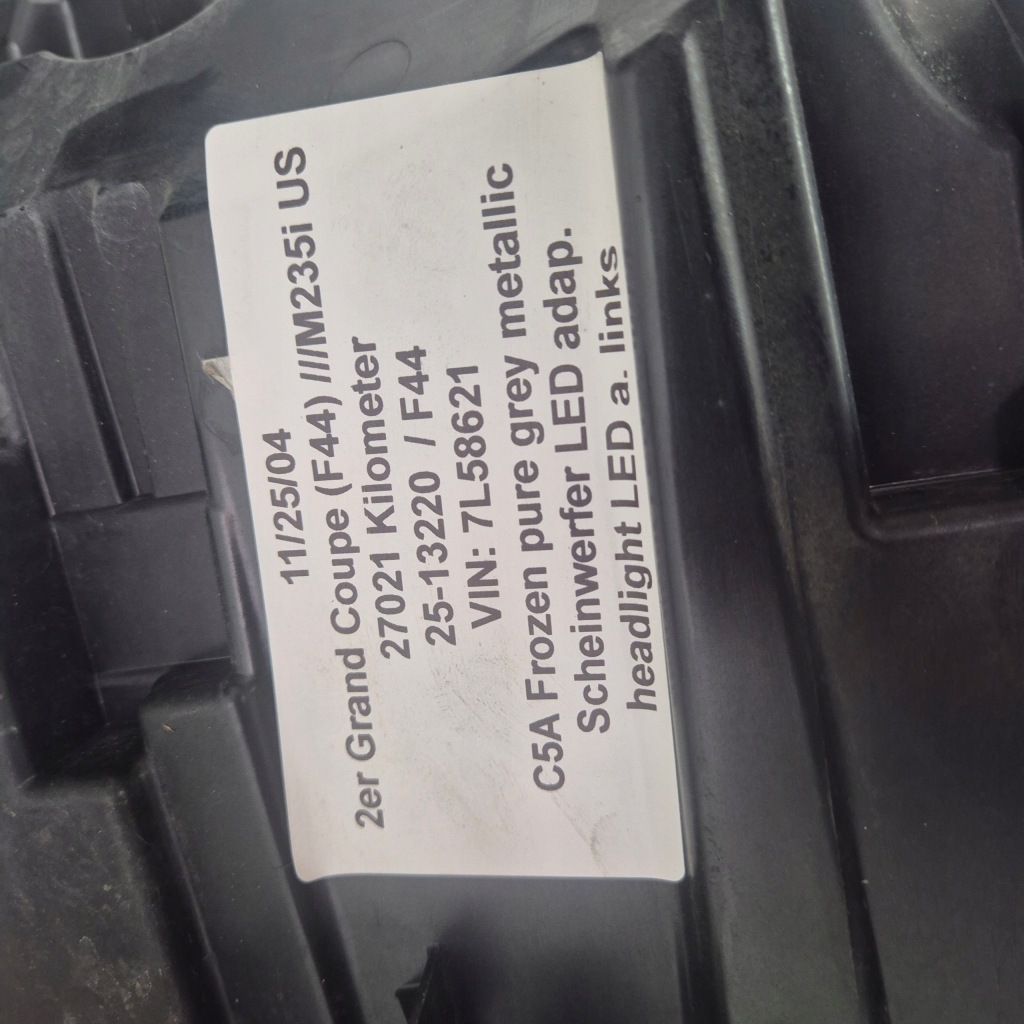 11/25/04
2er Grand Coupe (F44) ///M235i US
27021 Kilometer
25-13220 / F44
VIN: 7L58621
C5A Frozen pure grey metallic
Scheinwerfer LED adap.
headlight LED a. links